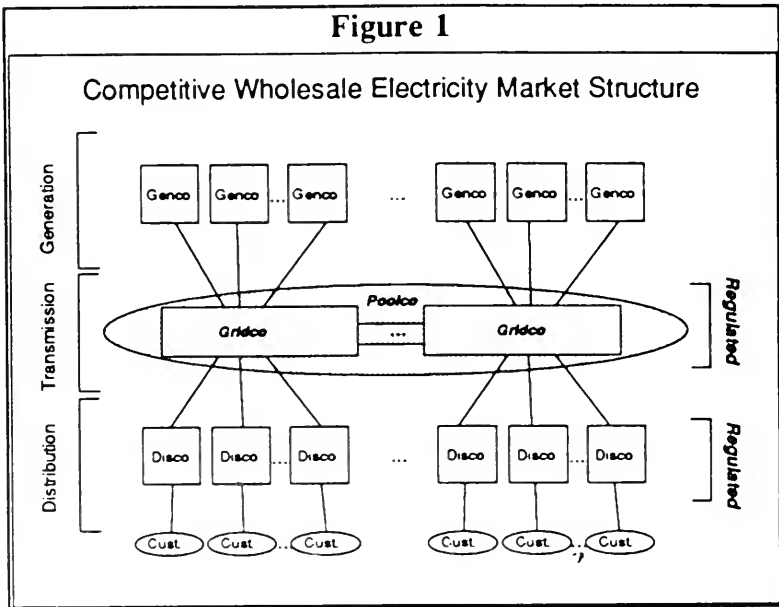 Figure 1
Competitive Wholesale Electricity Market Structure
Generation
Genco Genco ... Genco ... Genco Genco ... Genco
Transmission
Poolco
Gridco ... Gridco
Regulated
Distribution
Disco Disco ... Disco ... Disco Disco ... Disco
Regulated
Cust. Cust. ... Cust. Cust. Cust. ... Cust.